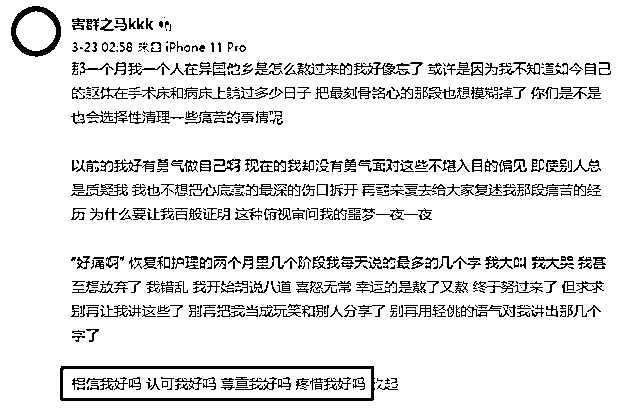 害群之马kkk
3-23 02:58 来自 iPhone 11 Pro
那一个月我一个人在异国他乡是怎么熬过来的我好像忘了 或许是因为我不知道如今自己
的躯体在手术床和病床上躺过多少日子 把最刻骨铭心的那段也想模糊掉了 你们是不是
也会选择性清理一些痛苦的事情呢
以前的我好有勇气做自己啊 现在的我却没有勇气面对这些不堪入目的偏见 即使别人总
是质疑我 我也不想把心底里的最深的伤口拆开 再要亲要去给大家复述我那段痛苦的经
历 为什么要让我百般证明 这种俯视审问我的噩梦一夜一夜
“好痛啊” 恢复和护理的两个月里几个阶段我每天说的最多的几个字 我大叫 我大哭 我甚
至想放弃了 我错乱 我开始胡说八道 喜怒无常 幸运的是熬了又熬 终于努过来了 但求求
别再让我讲这些了 别再把我当成玩笑和别人分享了 别再用轻佻的语气对我讲出那几个
字了
相信我好吗 认可我好吗 尊重我好吗 疼惜我好吗 收起